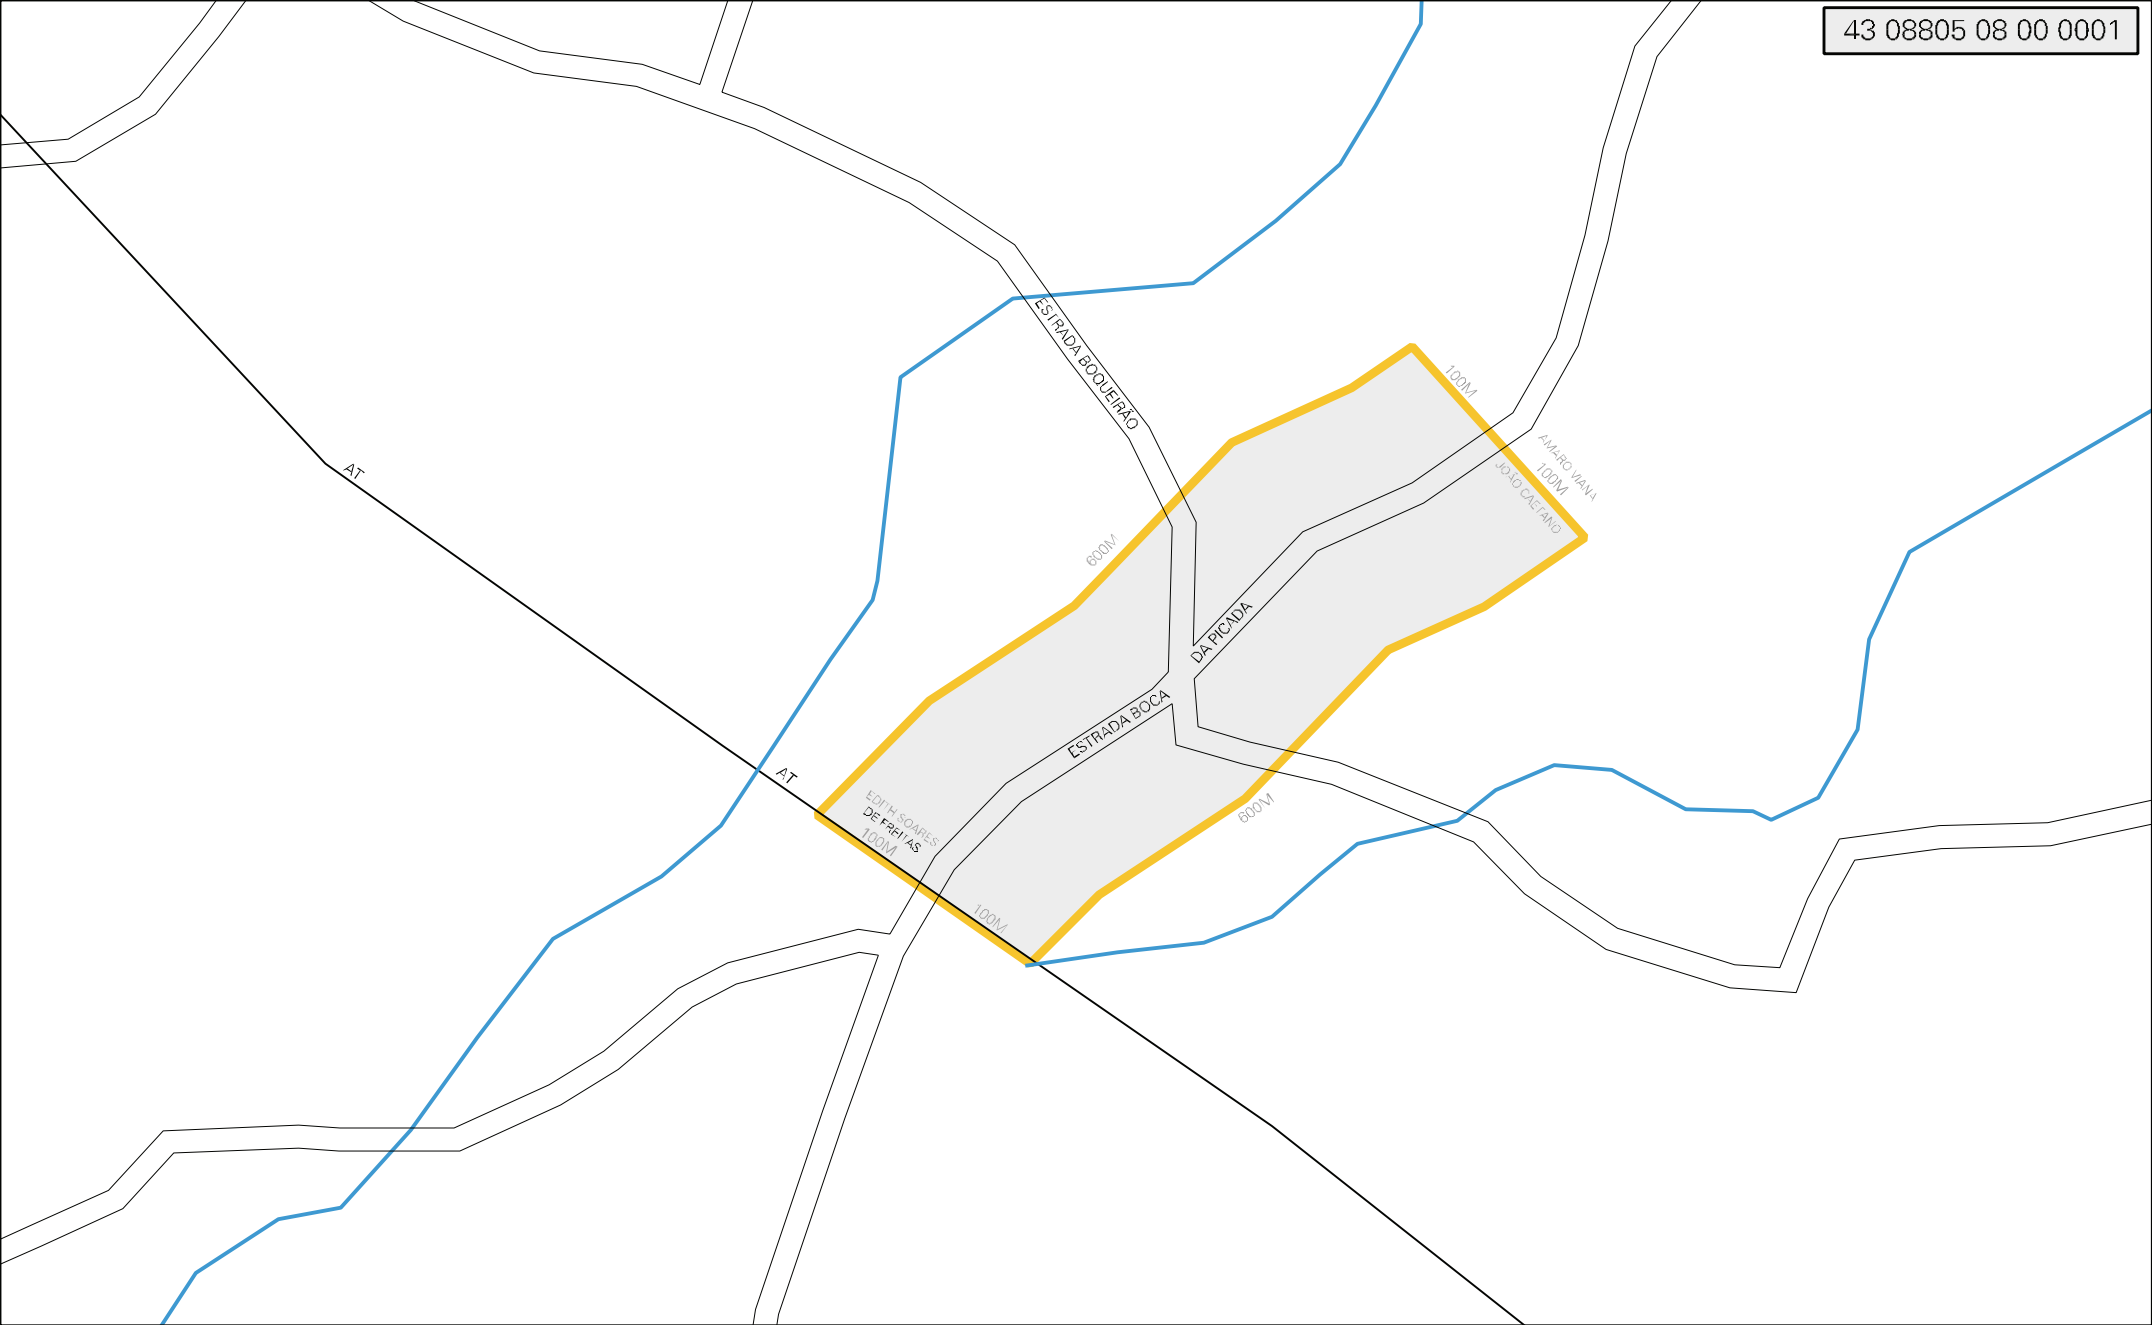 43 08805 08 00 0001
ESTRADA BOQUEIRÃO
100M
AMARO VIANA
100M
JOÃO CAETANO
AT
600M
DA PICADA
ESTRADA BOCA
AT
EDITH SOARES
DE FREITAS
100M
600M
100M